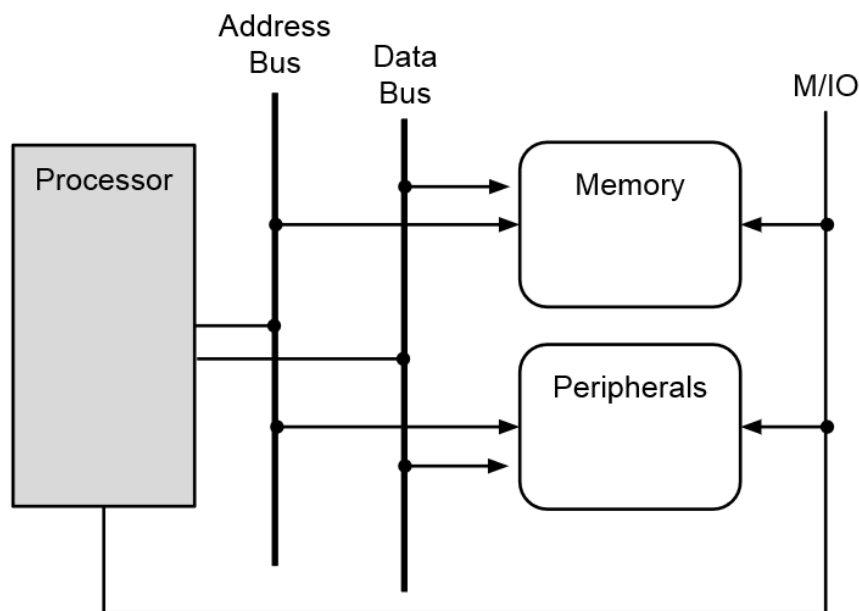 Address
Bus
Data
Bus
M/IO
Processor
Memory
Peripherals